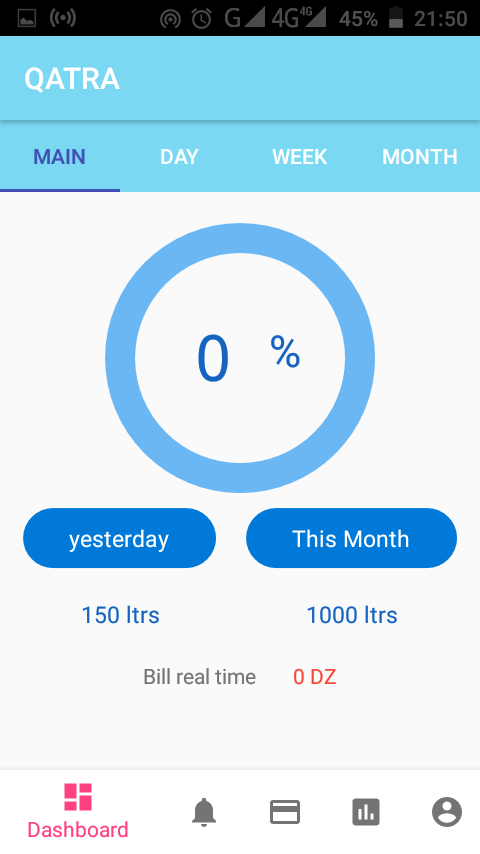 G 4G 4G 45% 21:50
QATRA
MAIN DAY WEEK MONTH
0 %
yesterday This Month
150 ltrs 1000 ltrs
Bill real time 0 DZ
Dashboard